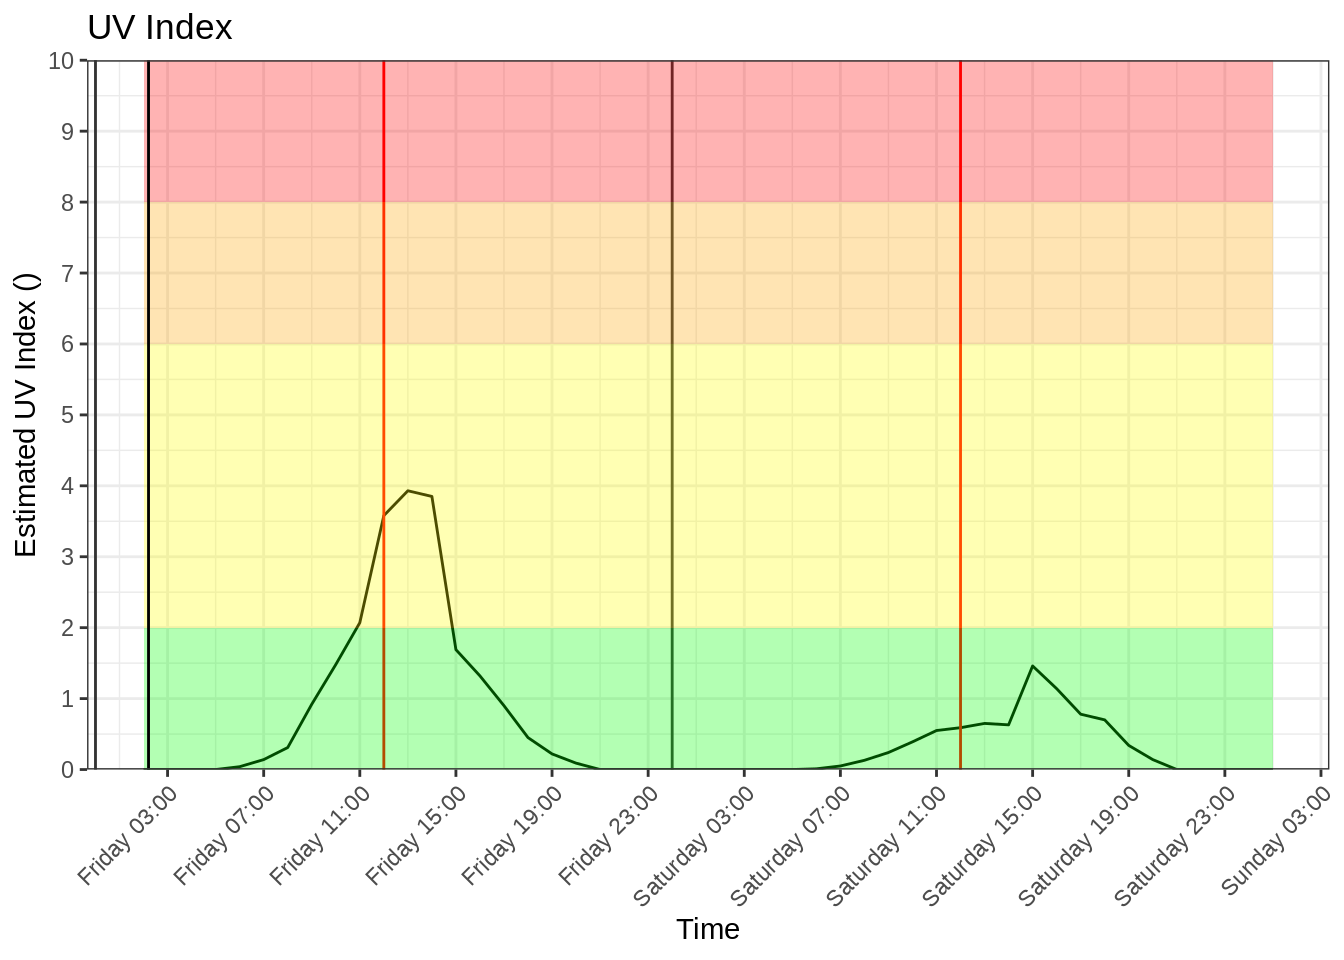 UV Index
Estimated UV Index ()
10
9
8
7
6
5
4
3
2
1
0
Friday 03:00
Friday 07:00
Friday 11:00
Friday 15:00
Friday 19:00
Friday 23:00
Saturday 03:00
Saturday 07:00
Saturday 11:00
Saturday 15:00
Saturday 19:00
Saturday 23:00
Sunday 03:00
Time